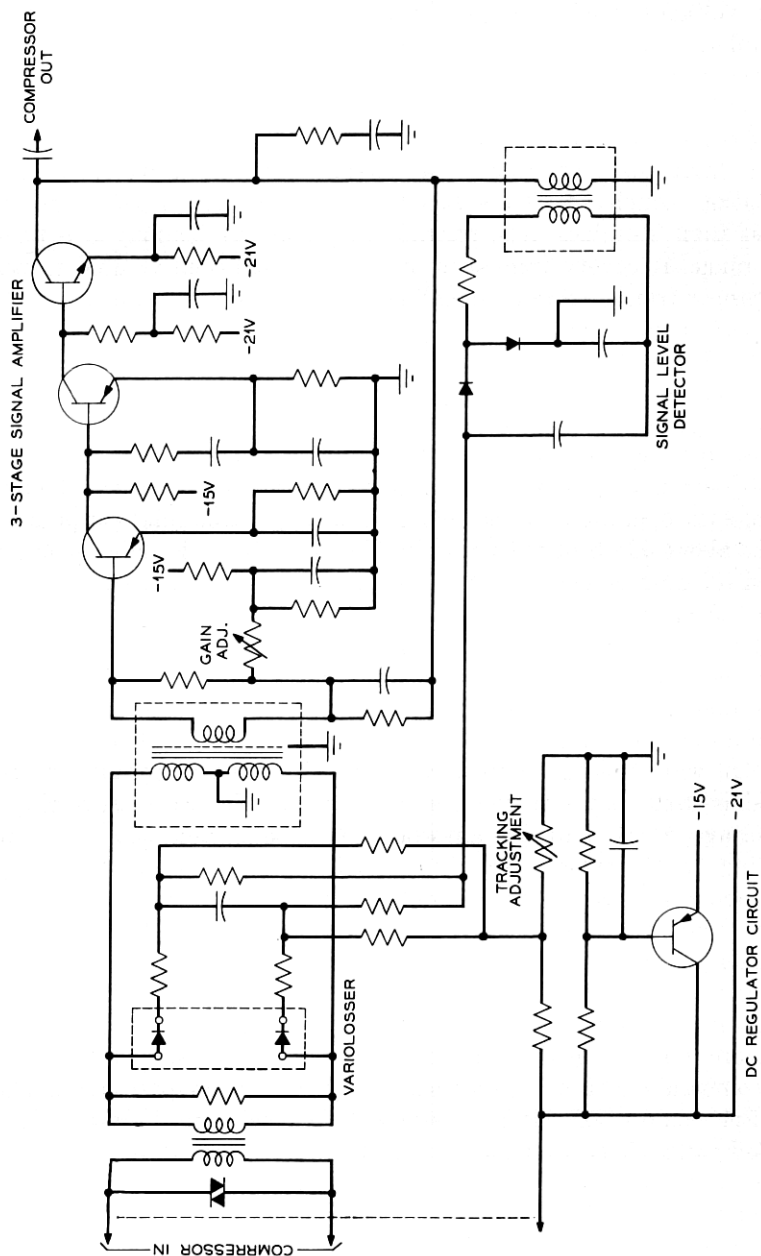 COMPRESSOR
OUT
3-STAGE SIGNAL AMPLIFIER
-21V
-21V
-15V
-15V
GAIN
ADJ.
SIGNAL LEVEL
DETECTOR
VARIOLOSSER
COMPRESSOR IN
TRACKING
ADJUSTMENT
-15V
-21V
DC REGULATOR CIRCUIT